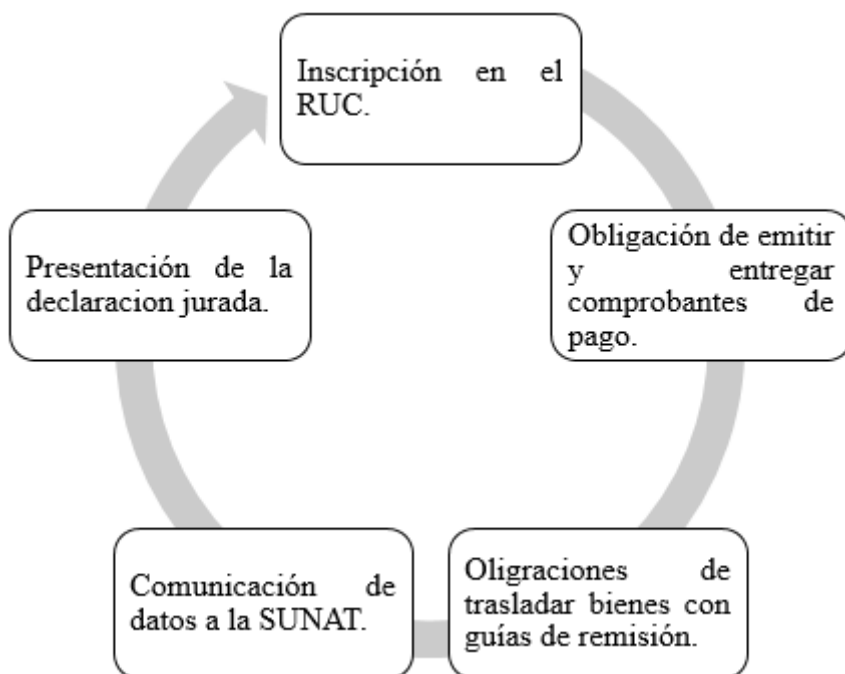 Inscripción en el
RUC.
Obligación de emitir
y entregar
comprobantes de
pago.
Oligraciones de
trasladar bienes con
guías de remisión.
Comunicación de
datos a la SUNAT.
Presentación de la
declaracion jurada.